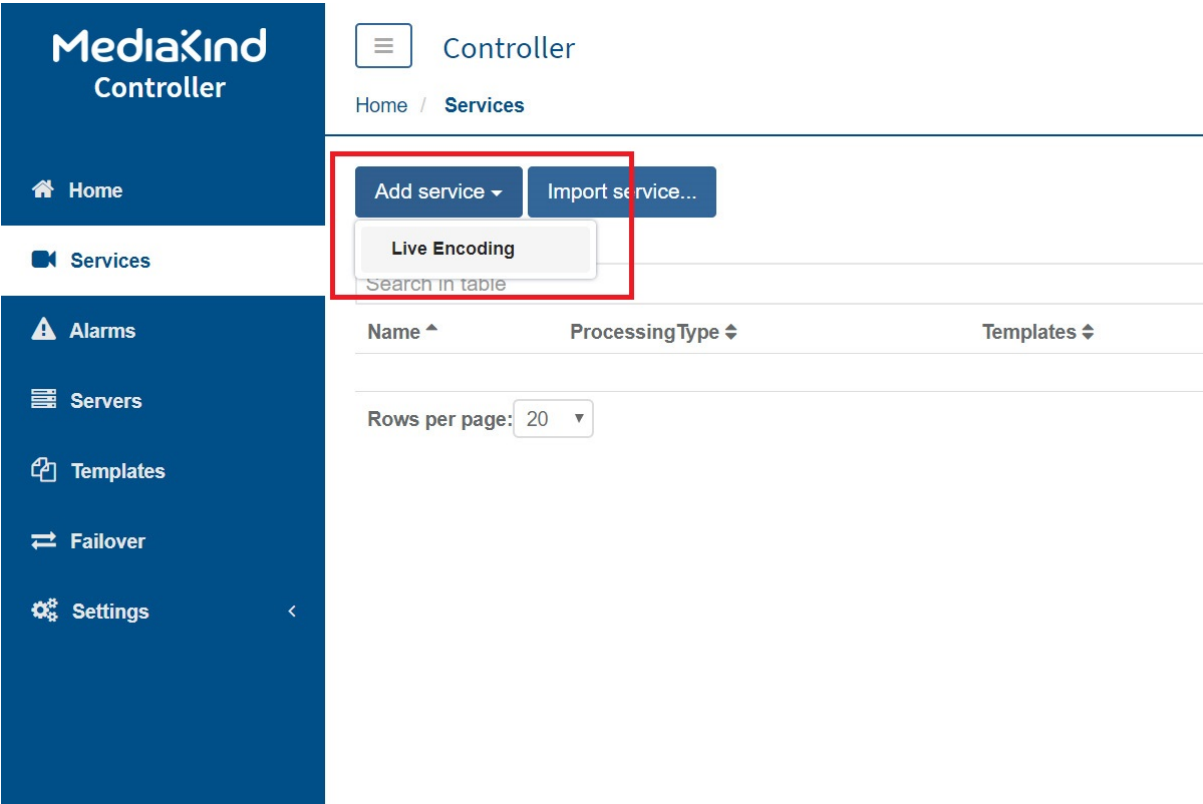 MediaKind
Controller
Home
Services
Alarms
Servers
Templates
Failover
Settings
Controller
Home / Services
Add service Import service...
Live Encoding
Search in table
Name ProcessingType Templates
Rows per page: 20